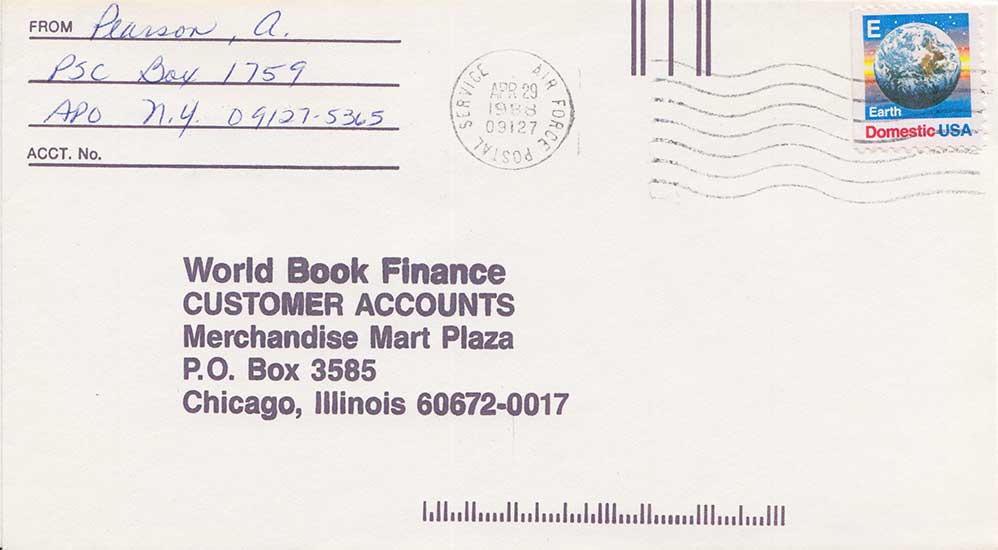 FROM Pearson, A.
PSC Box 1759
APO N.Y. 09127-5365
ACCT. No.
AIR FORCE POSTAL SERVICE
APR 29
1988
09127
E
Earth
Domestic USA
World Book Finance
CUSTOMER ACCOUNTS
Merchandise Mart Plaza
P.O. Box 3585
Chicago, Illinois 60672-0017